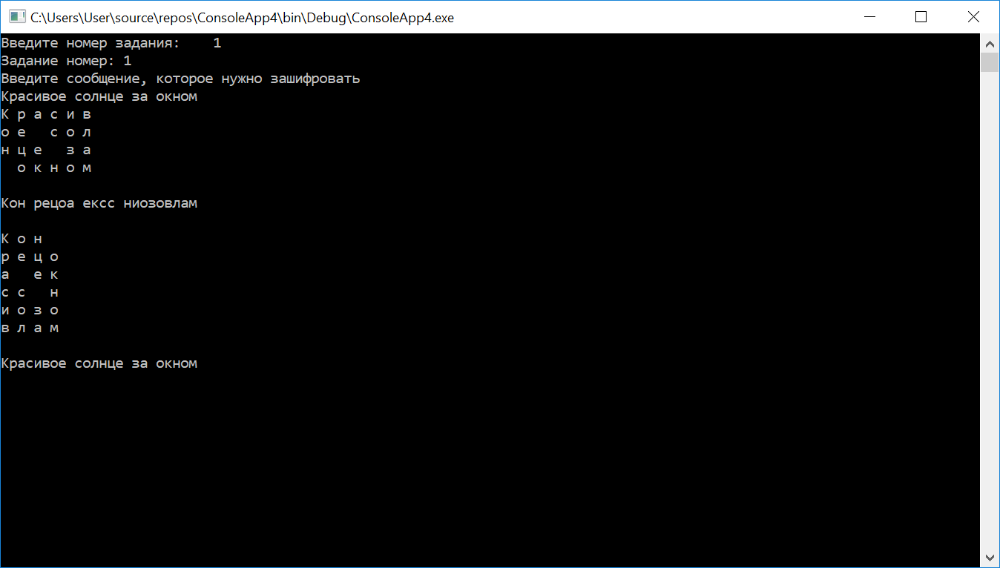 C:\Users\User\source\repos\ConsoleApp4\bin\Debug\ConsoleApp4.exe
Введите номер задания:    1
Задание номер: 1
Введите сообщение, которое нужно зашифровать
Красивое солнце за окном
К р а с и в
о е   с о л
н ц е   з а
  о к н о м
Кон рецоа ексс ниозовлам
К о н
р е ц о
а   е к
с с   н
и о з о
в л а м
Красивое солнце за окном